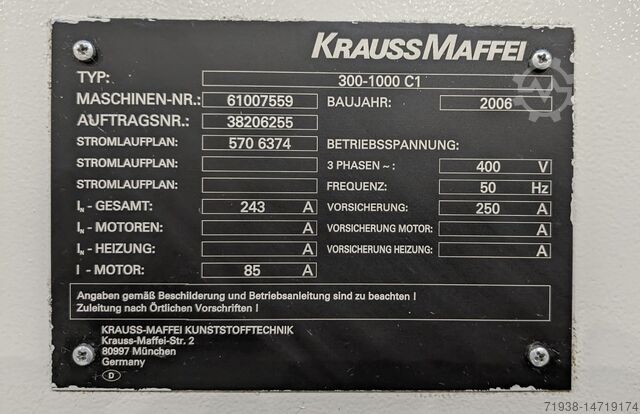 KRAUSSMAFFEI
TYP: 300-1000 C1
MASCHINEN-NR.: 61007559 BAUJAHR: 2006
AUFTRAGSNR.: 38206255
STROMLAUFPLAN: 570 6374 BETRIEBSSPANNUNG:
STROMLAUFPLAN: 3 PHASEN ~ : 400 V
STROMLAUFPLAN: FREQUENZ: 50 Hz
IN - GESAMT: 243 A VORSICHERUNG: 250 A
IN - MOTOREN: A VORSICHERUNG MOTOR: A
IN - HEIZUNG: A VORSICHERUNG HEIZUNG: A
I - MOTOR: 85 A
Angaben gemäß Beschilderung und Betriebsanleitung sind zu beachten !
Zuleitung nach Örtlichen Vorschriften !
KRAUSS-MAFFEI KUNSTSTOFFTECHNIK
Krauss-Maffei-Str. 2
80997 München
Germany
D
71938-14719174